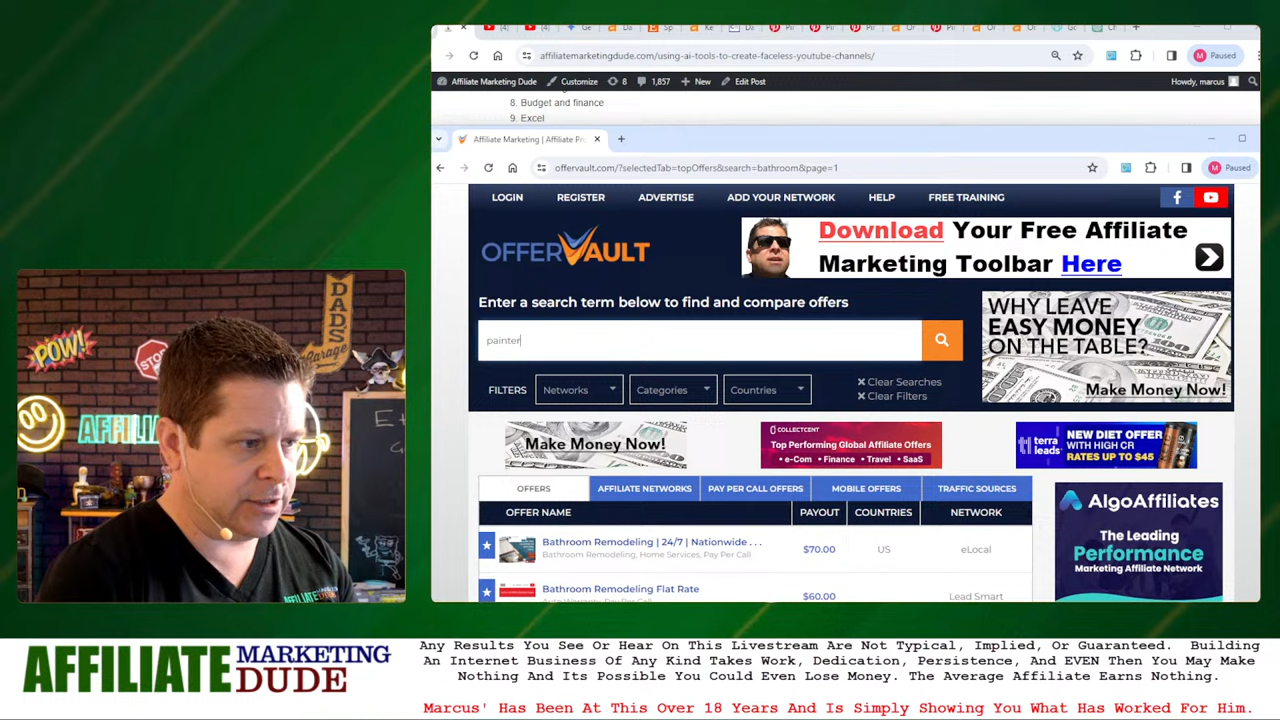 affiliatemarketingdude.com/using-ai-tools-to-create-faceless-youtube-channels/
Paused
Affiliate Marketing Dude
Customize
8
1,857
New
Edit Post
Howdy, marcus
8. Budget and finance
9. Excel
Affiliate Marketing | Affiliate Pr
offervault.com/?selectedTab=topOffers&search=bathroom&page=1
Paused
LOGIN REGISTER ADVERTISE ADD YOUR NETWORK HELP FREE TRAINING
OFFERVAULT
Download Your Free Affiliate
Marketing Toolbar Here
Enter a search term below to find and compare offers
painter
WHY LEAVE
EASY MONEY
ON THE TABLE?
Make Money Now!
FILTERS Networks Categories Countries
Clear Searches
Clear Filters
Make Money Now!
COLLECTCENT
Top Performing Global Affiliate Offers
• e-Com • Finance • Travel • SaaS
terra
leads
NEW DIET OFFER
WITH HIGH CR
RATES UP TO $45
OFFERS AFFILIATE NETWORKS PAY PER CALL OFFERS MOBILE OFFERS TRAFFIC SOURCES
OFFER NAME PAYOUT COUNTRIES NETWORK
Bathroom Remodeling | 24/7 | Nationwide ...
Bathroom Remodeling, Home Services, Pay Per Call
$70.00 US eLocal
Bathroom Remodeling Flat Rate
$60.00 Lead Smart
AlgoAffiliates
The Leading
Performance
Marketing Affiliate Network
POW!
STO
DADS
Garage
AFFILIA
AFFILIATE MARKETING DUDE
Any Results You See Or Hear On This Livestream Are Not Typical, Implied, Or Guaranteed. Building
An Internet Business Of Any Kind Takes Work, Dedication, Persistence, And EVEN Then You May Make
Nothing And Its Possible You Could Even Lose Money. The Average Affiliate Earns Nothing.
Marcus' Has Been At This Over 18 Years And Is Simply Showing You What Has Worked For Him.